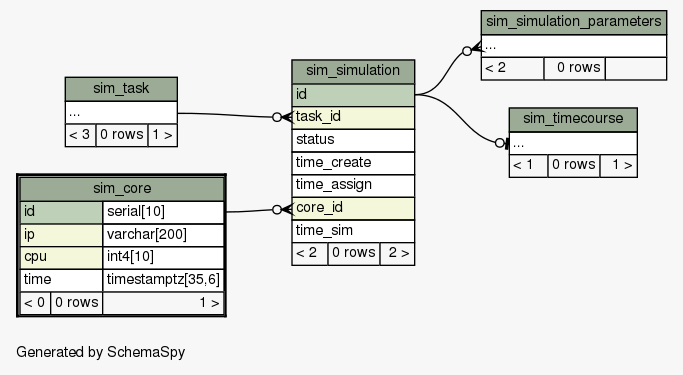 sim_simulation_parameters
...
< 2 0 rows
sim_simulation
id
task_id
status
time_create
time_assign
core_id
time_sim
< 2 0 rows 2 >
sim_task
...
< 3 0 rows 1 >
sim_timecourse
...
< 1 0 rows 1 >
sim_core
id serial[10]
ip varchar[200]
cpu int4[10]
time timestamptz[35,6]
< 0 0 rows 1 >
Generated by SchemaSpy